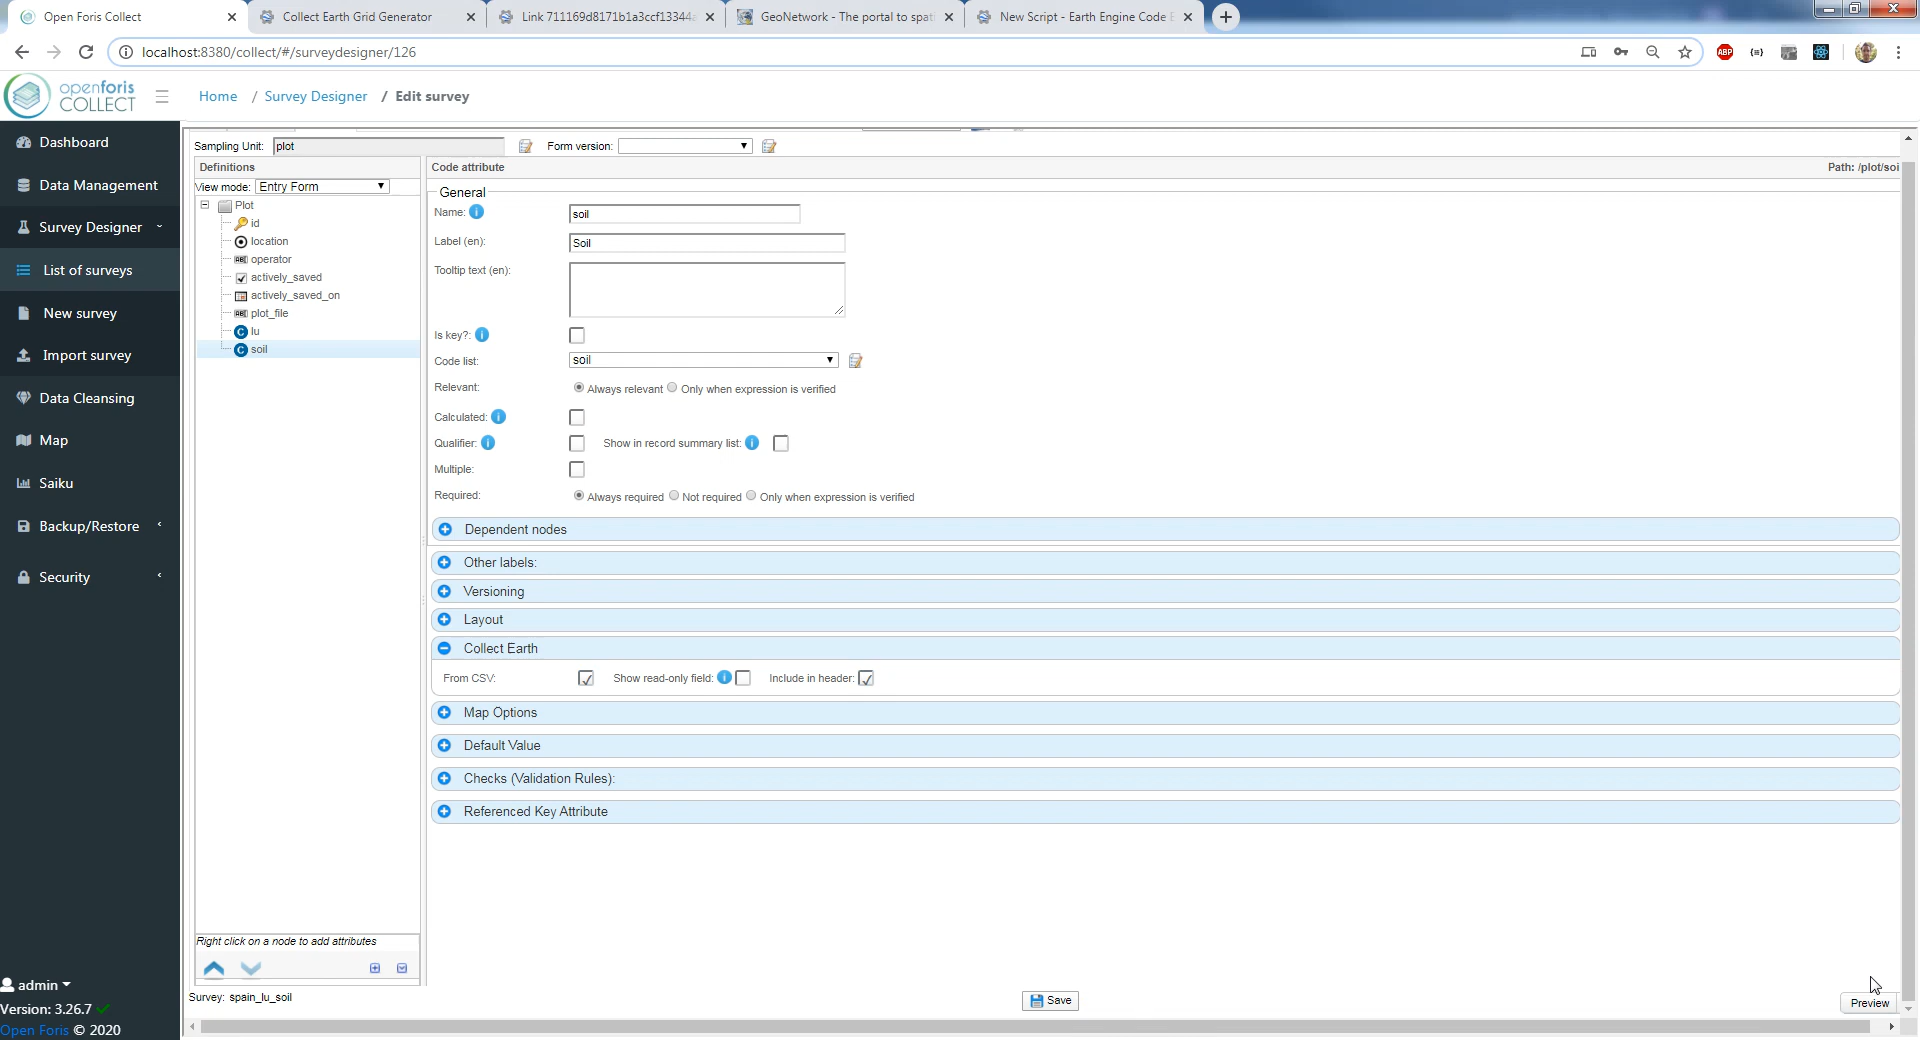 Open Foris Collect
Collect Earth Grid Generator
Link 711169d8171b1a3ccf13344
GeoNetwork - The portal to spat
New Script - Earth Engine Code E
localhost:8380/collect/#/surveydesigner/126
ABP
openforis
COLLECT
Home / Survey Designer / Edit survey
Dashboard
Data Management
Survey Designer
List of surveys
New survey
Import survey
Data Cleansing
Map
Saiku
Backup/Restore
Security
admin
Version: 3.26.7
Open Foris © 2020
Sampling Unit: plot
Form version:
Definitions
View mode: Entry Form
Plot
id
location
operator
actively_saved
actively_saved_on
plot_file
lu
soil
Right click on a node to add attributes
Survey: spain_lu_soil
Code attribute
Path: /plot/soi
General
Name: soil
Label (en): Soil
Tooltip text (en):
Is key?:
Code list: soil
Relevant: Always relevant Only when expression is verified
Calculated:
Qualifier: Show in record summary list:
Multiple:
Required: Always required Not required Only when expression is verified
Dependent nodes
Other labels:
Versioning
Layout
Collect Earth
From CSV: Show read-only field: Include in header:
Map Options
Default Value
Checks (Validation Rules):
Referenced Key Attribute
Save
Preview